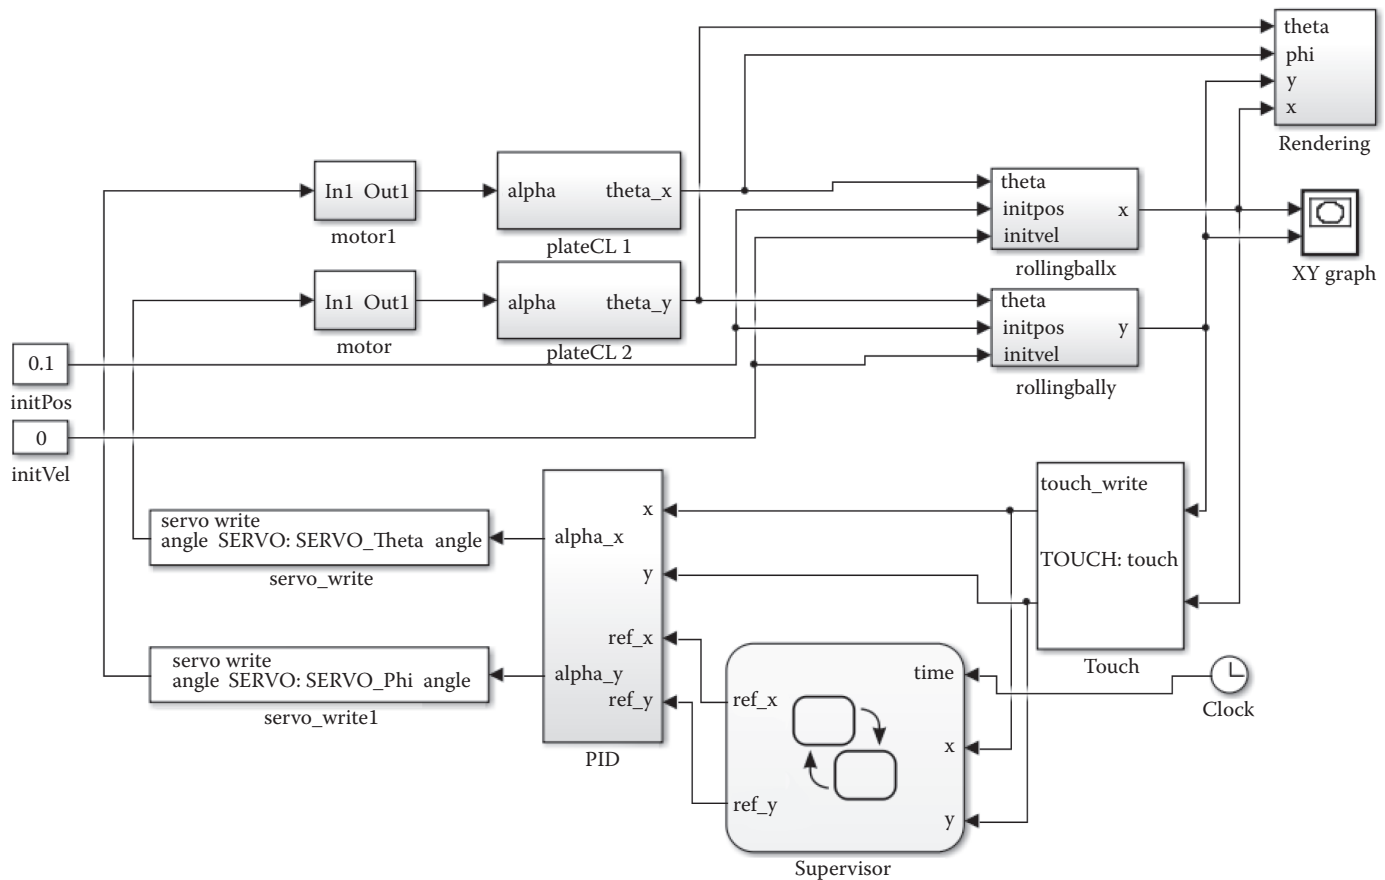 theta
phi
y
x
Rendering
In1 Out1
motor1
alpha theta_x
plateCL 1
theta
initpos x
initvel
rollingballx
XY graph
In1 Out1
motor
alpha theta_y
plateCL 2
theta
initpos y
initvel
rollingbally
0.1
initPos
0
initVel
servo write
angle SERVO: SERVO_Theta angle
servo_write
servo write
angle SERVO: SERVO_Phi angle
servo_write1
x
alpha_x
y
ref_x
alpha_y
ref_y
PID
touch_write
TOUCH: touch
Touch
time
ref_x
x
ref_y
y
Supervisor
Clock